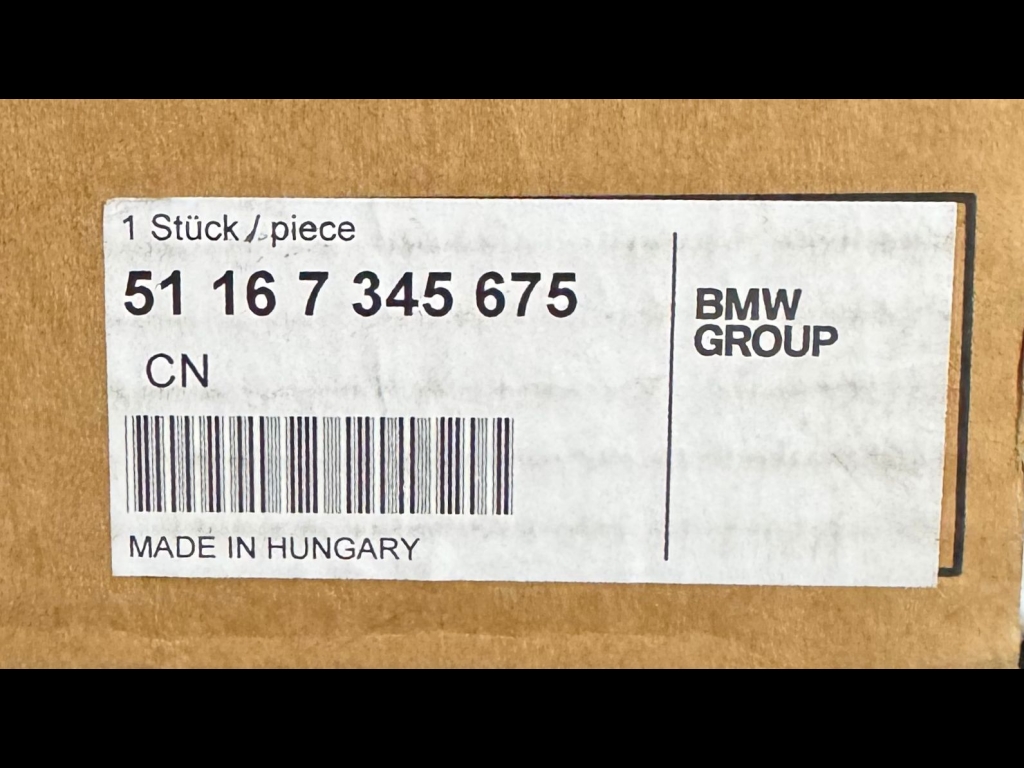 1 Stück / piece
51 16 7 345 675
CN
MADE IN HUNGARY
BMW
GROUP